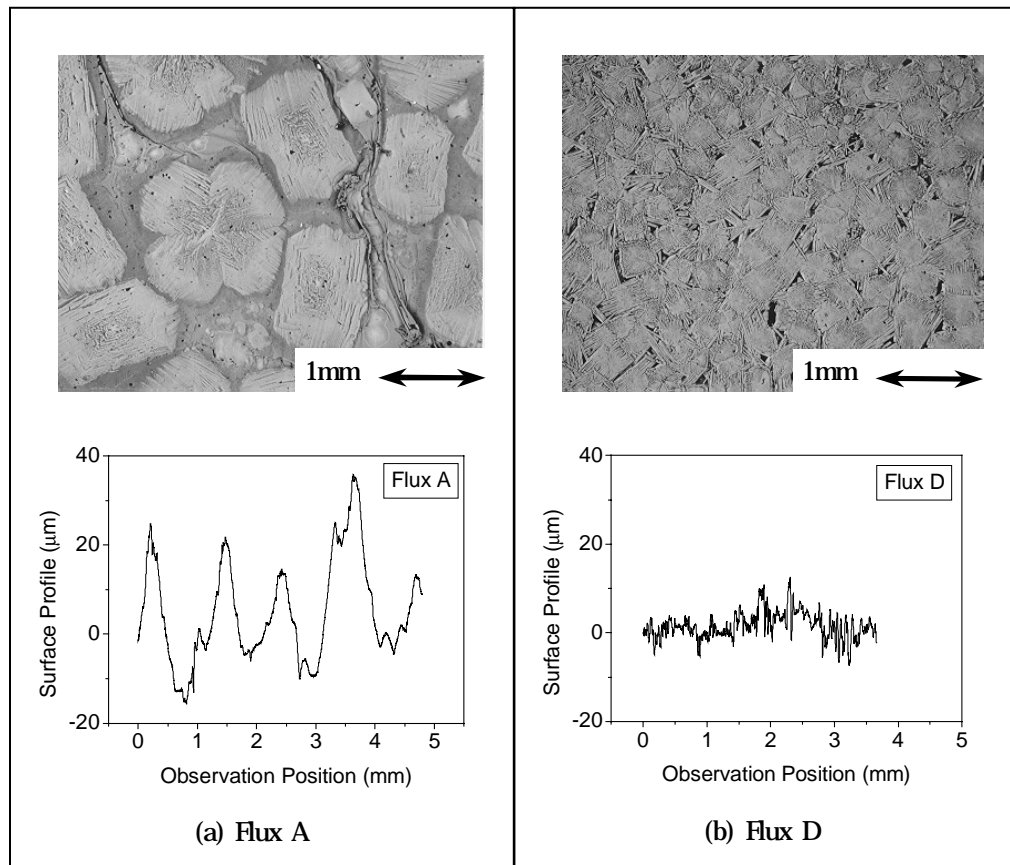 1mm
40
20
0
-20
Surface Profile (μm)
Flux A
0 1 2 3 4 5
Observation Position (mm)
(a) Flux A
1mm
40
20
0
-20
Surface Profile (μm)
Flux D
0 1 2 3 4 5
Observation Position (mm)
(b) Flux D